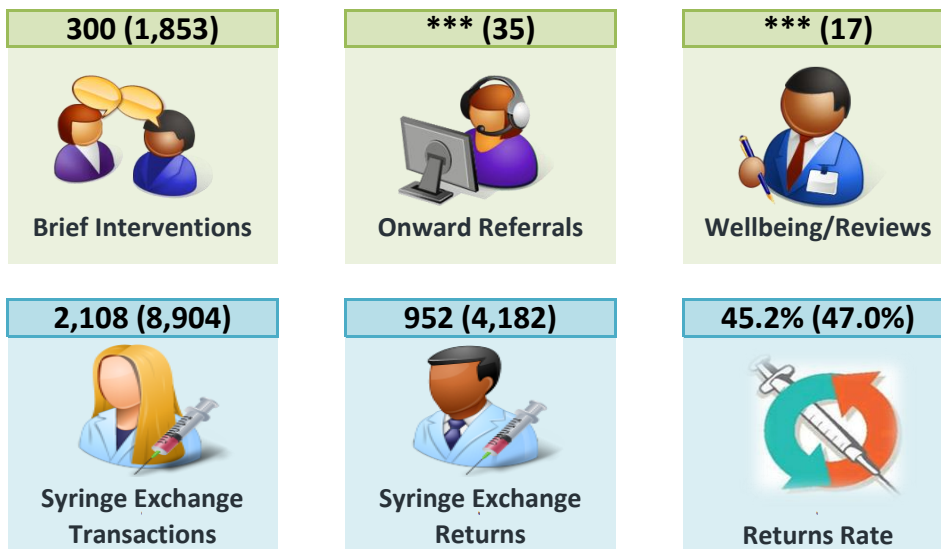 300 (1,853)
*** (35)
*** (17)
Brief Interventions
Onward Referrals
Wellbeing/Reviews
2,108 (8,904)
952 (4,182)
45.2% (47.0%)
Syringe Exchange
Transactions
Syringe Exchange
Returns
Returns Rate